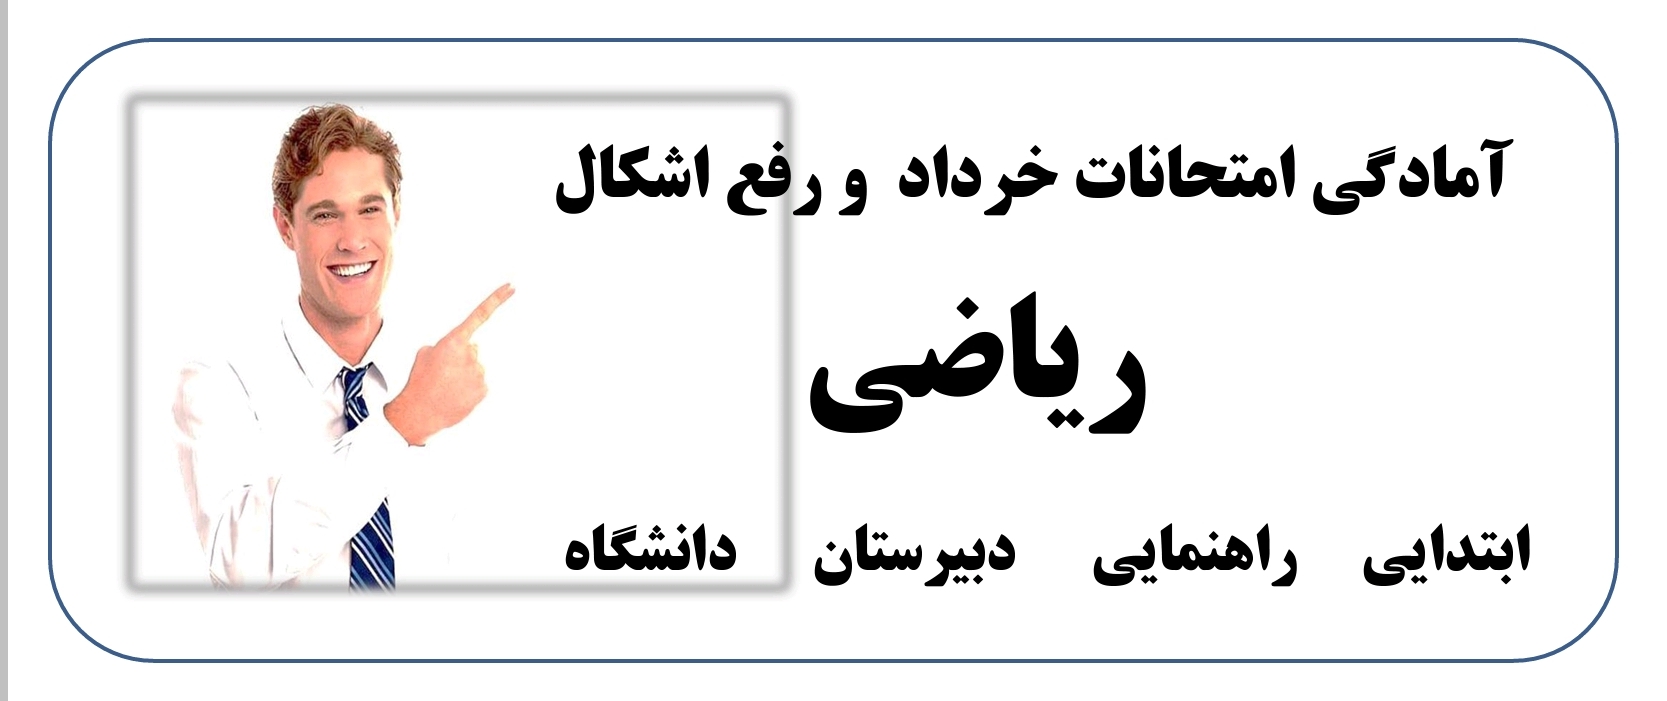 آمادگی امتحانات خرداد و رفع اشکال
ریاضی
ابتدایی راهنمایی دبیرستان دانشگاه